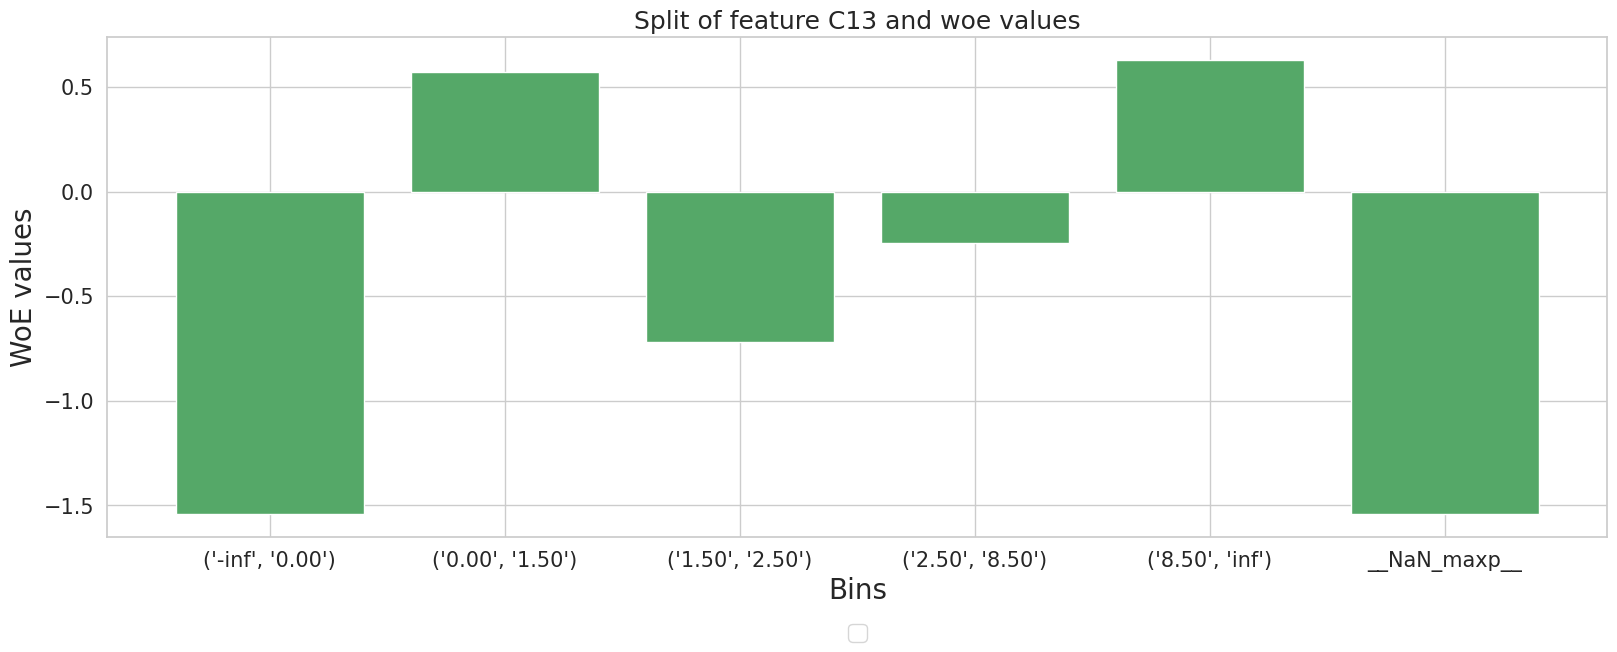 Split of feature C13 and woe values
WoE values
0.5
0.0
−0.5
−1.0
−1.5
('-inf', '0.00') ('0.00', '1.50') ('1.50', '2.50') ('2.50', '8.50') ('8.50', 'inf') __NaN_maxp__
Bins